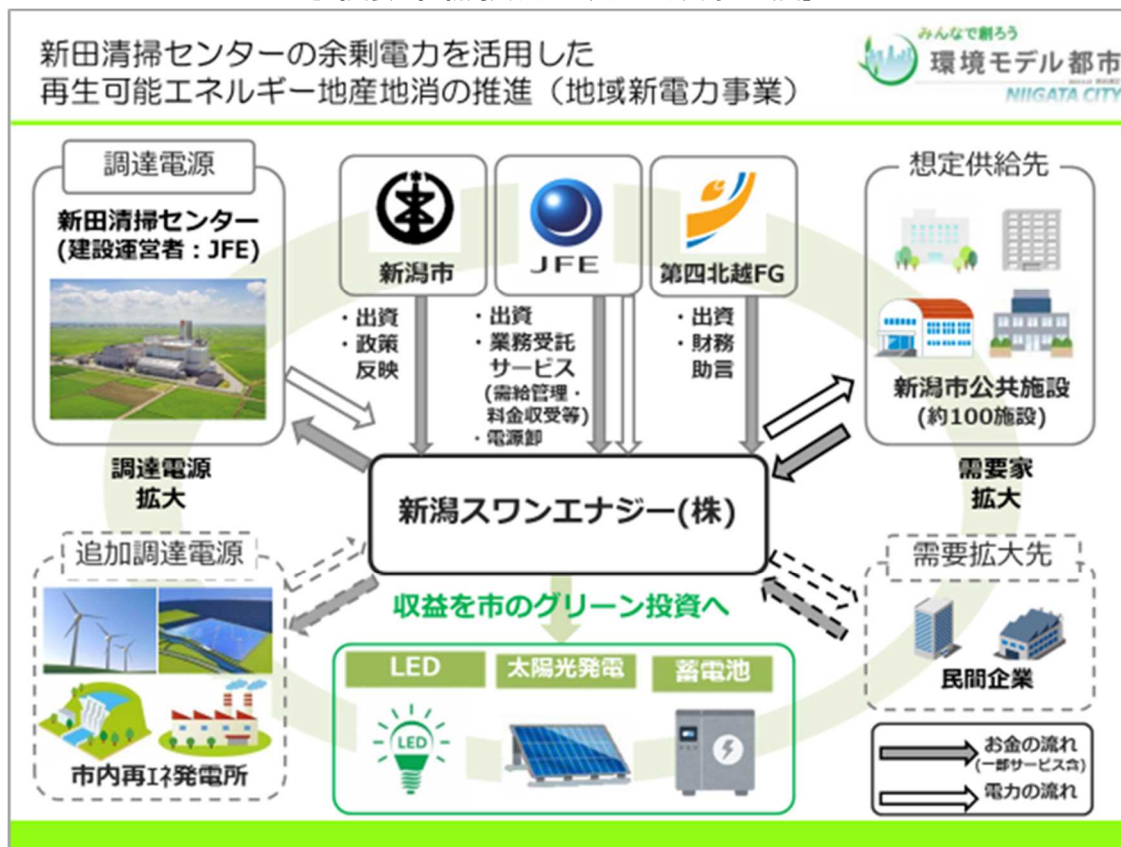 新田清掃センターの余剰電力を活用した
再生可能エネルギー地産地消の推進（地域新電力事業）
みんなで創ろう
環境モデル都市
NIIGATA CITY
調達電源
新田清掃センター
(建設運営者：JFE)
新潟市
JFE
第四北越FG
想定供給先
新潟市公共施設
(約100施設)
・出資
・政策
反映
・出資
・業務受託
サービス
(需給管理・
料金収受等)
・電源卸
・出資
・財務
助言
調達電源
拡大
新潟スワンエナジー(株)
需要家
拡大
追加調達電源
市内再ｴﾈ発電所
収益を市のグリーン投資へ
LED
太陽光発電
蓄電池
LED
需要拡大先
民間企業
お金の流れ
(一部サービス含)
電力の流れ